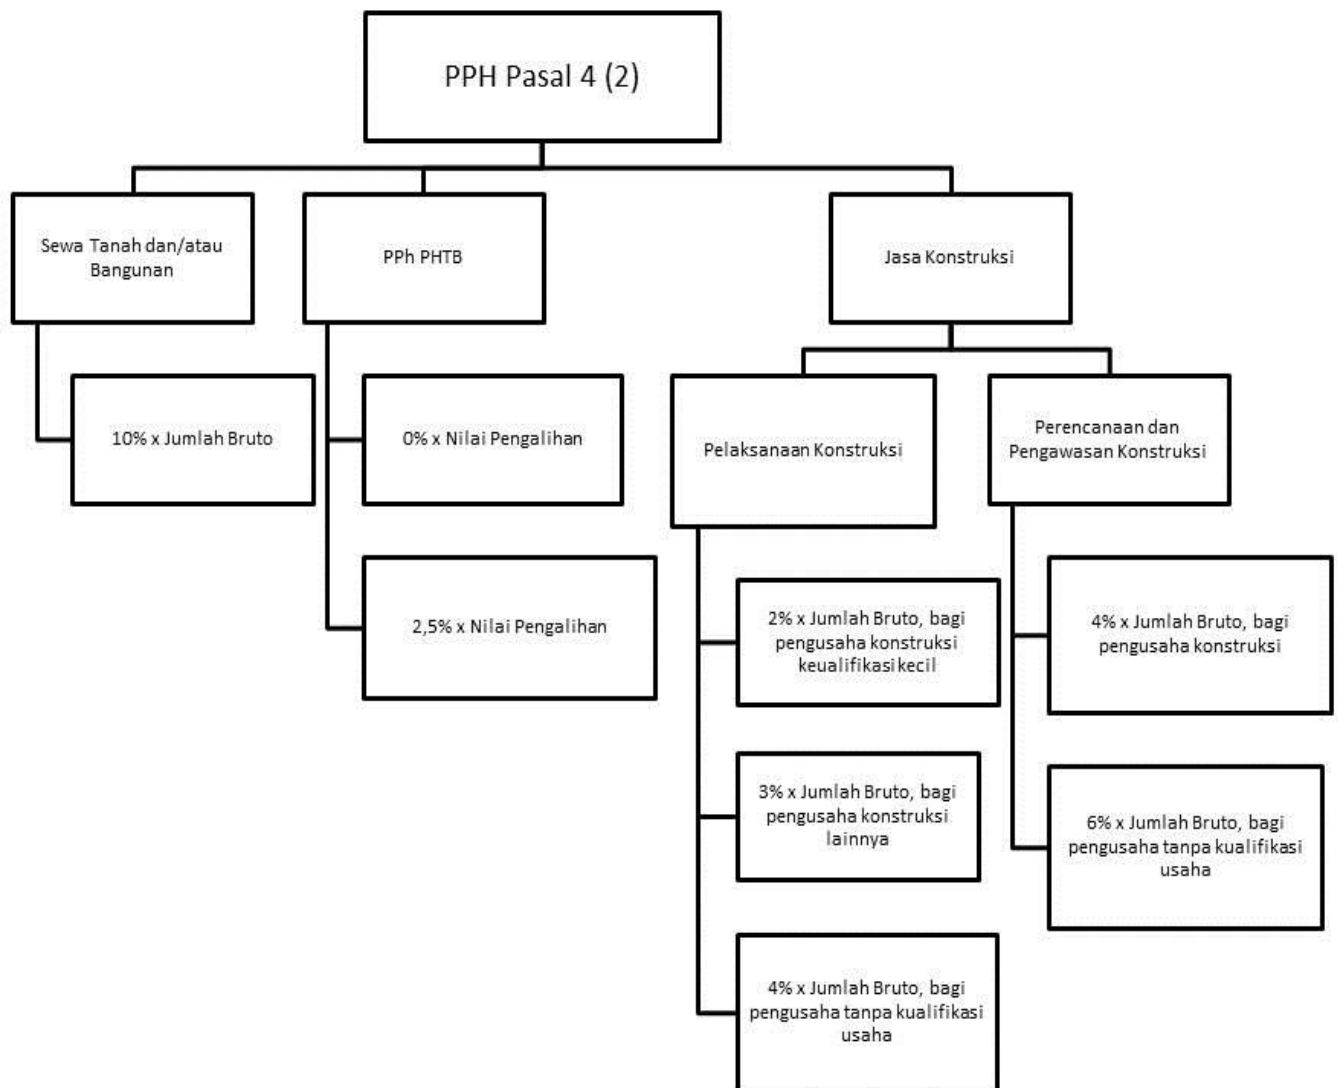 PPH Pasal 4 (2)
Sewa Tanah dan/atau
Bangunan
PPh PHTB
Jasa Konstruksi
10% x Jumlah Bruto
0% x Nilai Pengalihan
2,5% x Nilai Pengalihan
Pelaksanaan Konstruksi
Perencanaan dan
Pengawasan Konstruksi
2% x Jumlah Bruto, bagi
pengusaha konstruksi
keualifikasi kecil
3% x Jumlah Bruto, bagi
pengusaha konstruksi
lainnya
4% x Jumlah Bruto, bagi
pengusaha tanpa kualifikasi
usaha
4% x Jumlah Bruto, bagi
pengusaha konstruksi
6% x Jumlah Bruto, bagi
pengusaha tanpa kualifikasi
usaha